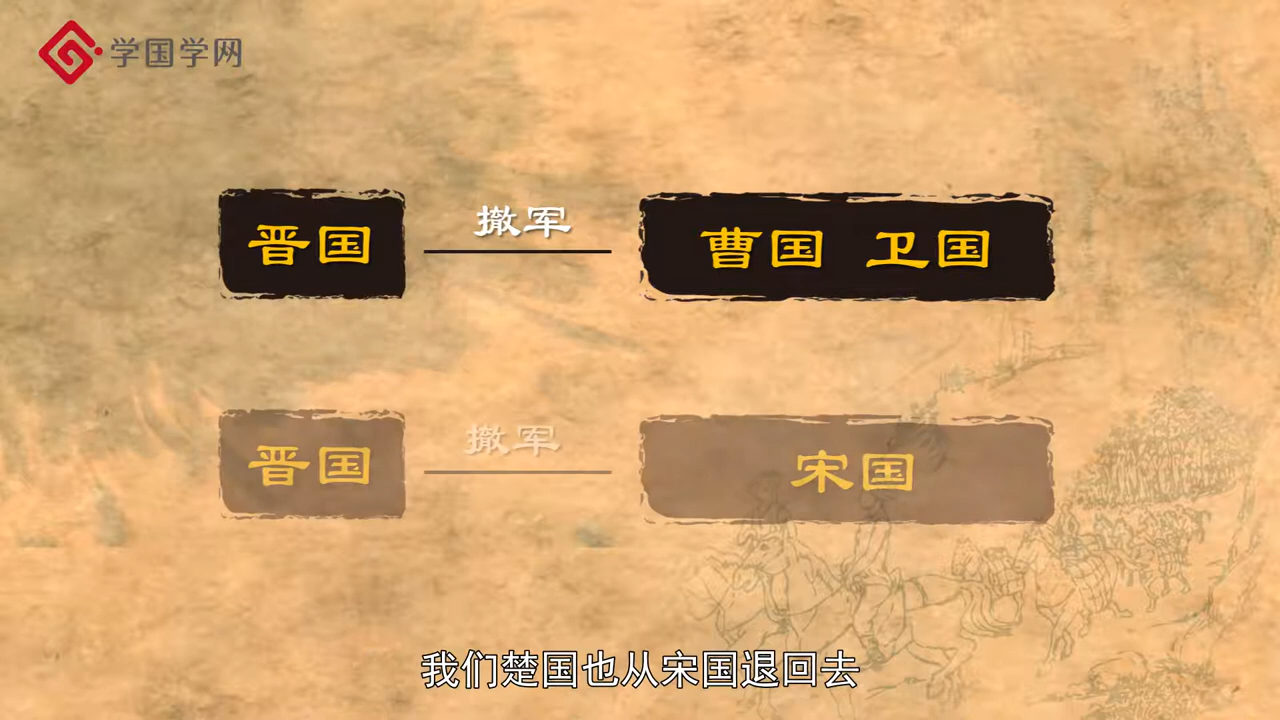 学国学网
晋国 撤军 曹国 卫国
晋国 撤军 宋国
我们楚国也从宋国退回去